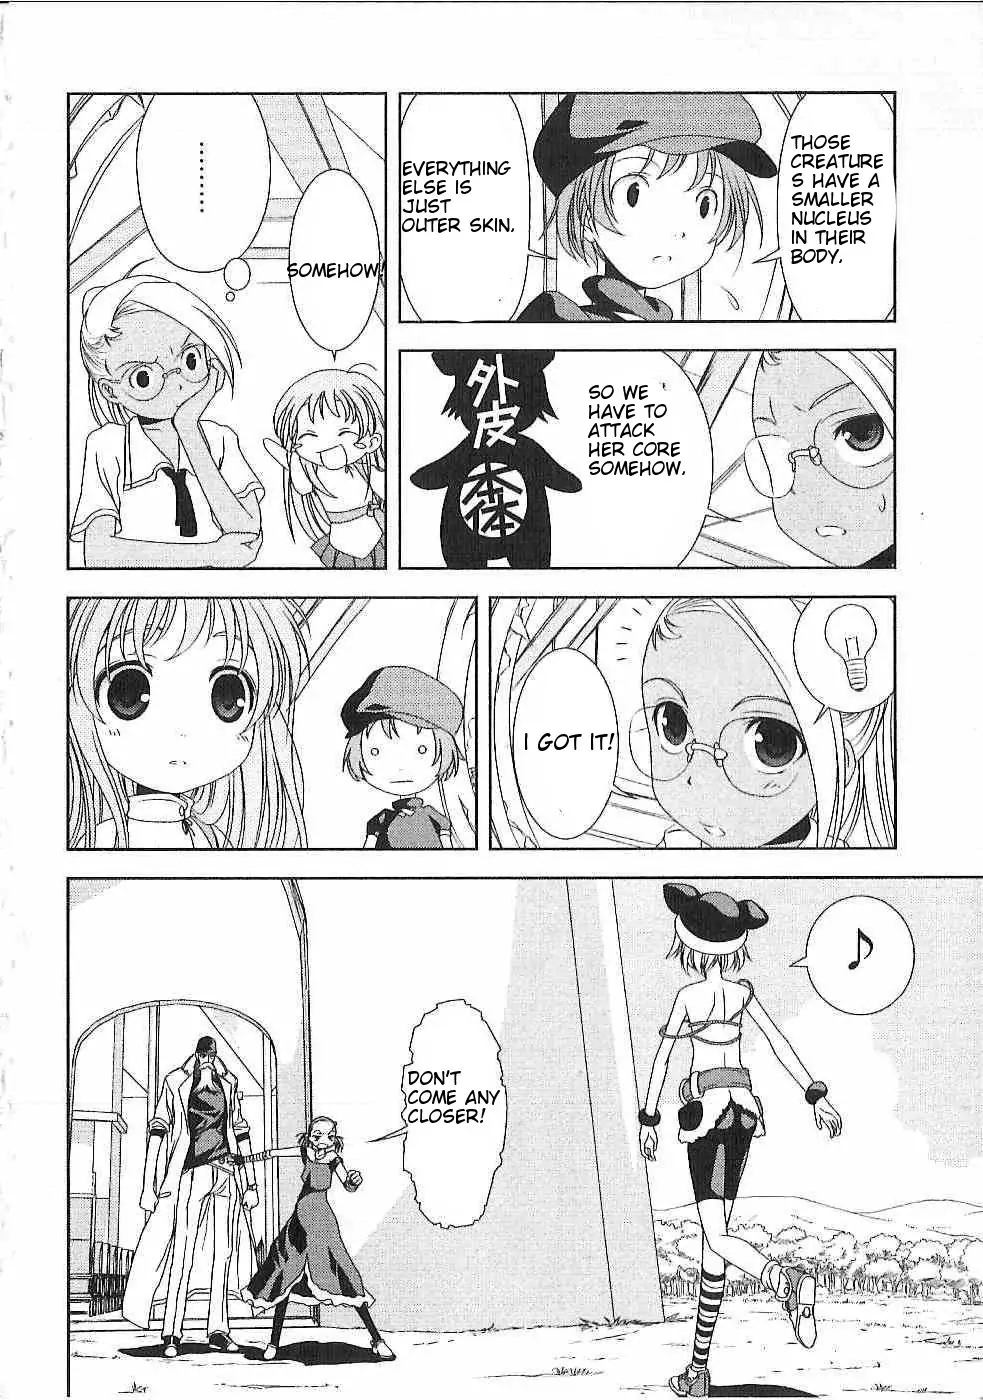 THOSE
CREATURE
S HAVE A
SMALLER
NUCLEUS
IN THEIR
BODY.
EVERYTHING
ELSE IS
JUST
OUTER SKIN.
SO WE
HAVE TO
ATTACK
HER CORE
SOMEHOW.
外皮
本体
SOMEHOW!
........
I GOT IT!
DON'T
COME ANY
CLOSER!